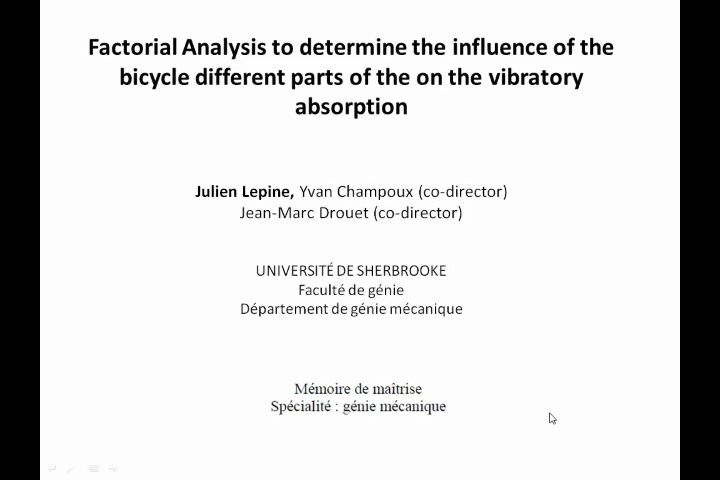 Factorial Analysis to determine the influence of the
bicycle different parts of the on the vibratory
absorption
Julien Lepine, Yvan Champoux (co-director)
Jean-Marc Drouet (co-director)
UNIVERSITÉ DE SHERBROOKE
Faculté de génie
Département de génie mécanique
Mémoire de maîtrise
Spécialité : génie mécanique